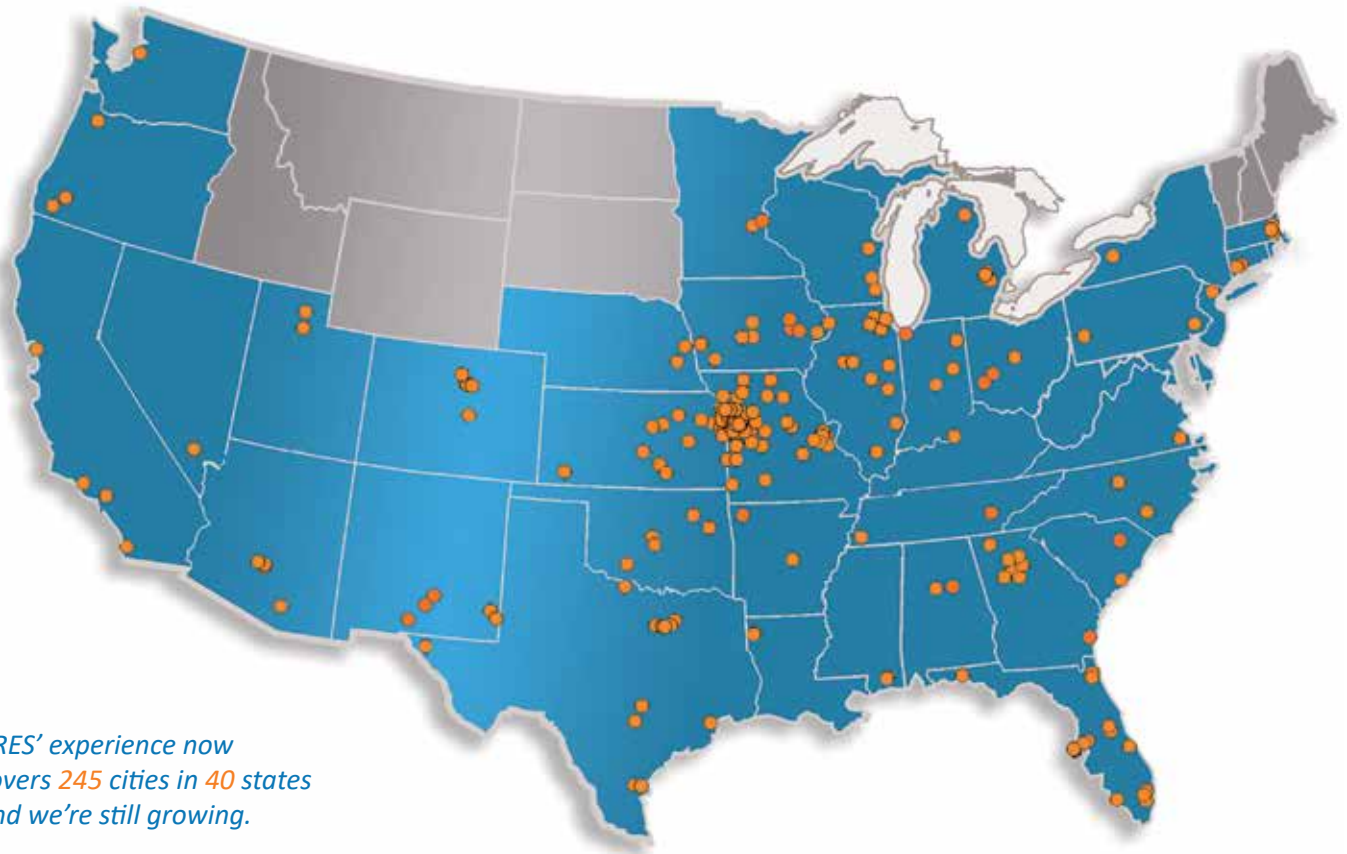 RES’ experience now
overs 245 cities in 40 states
nd we’re still growing.